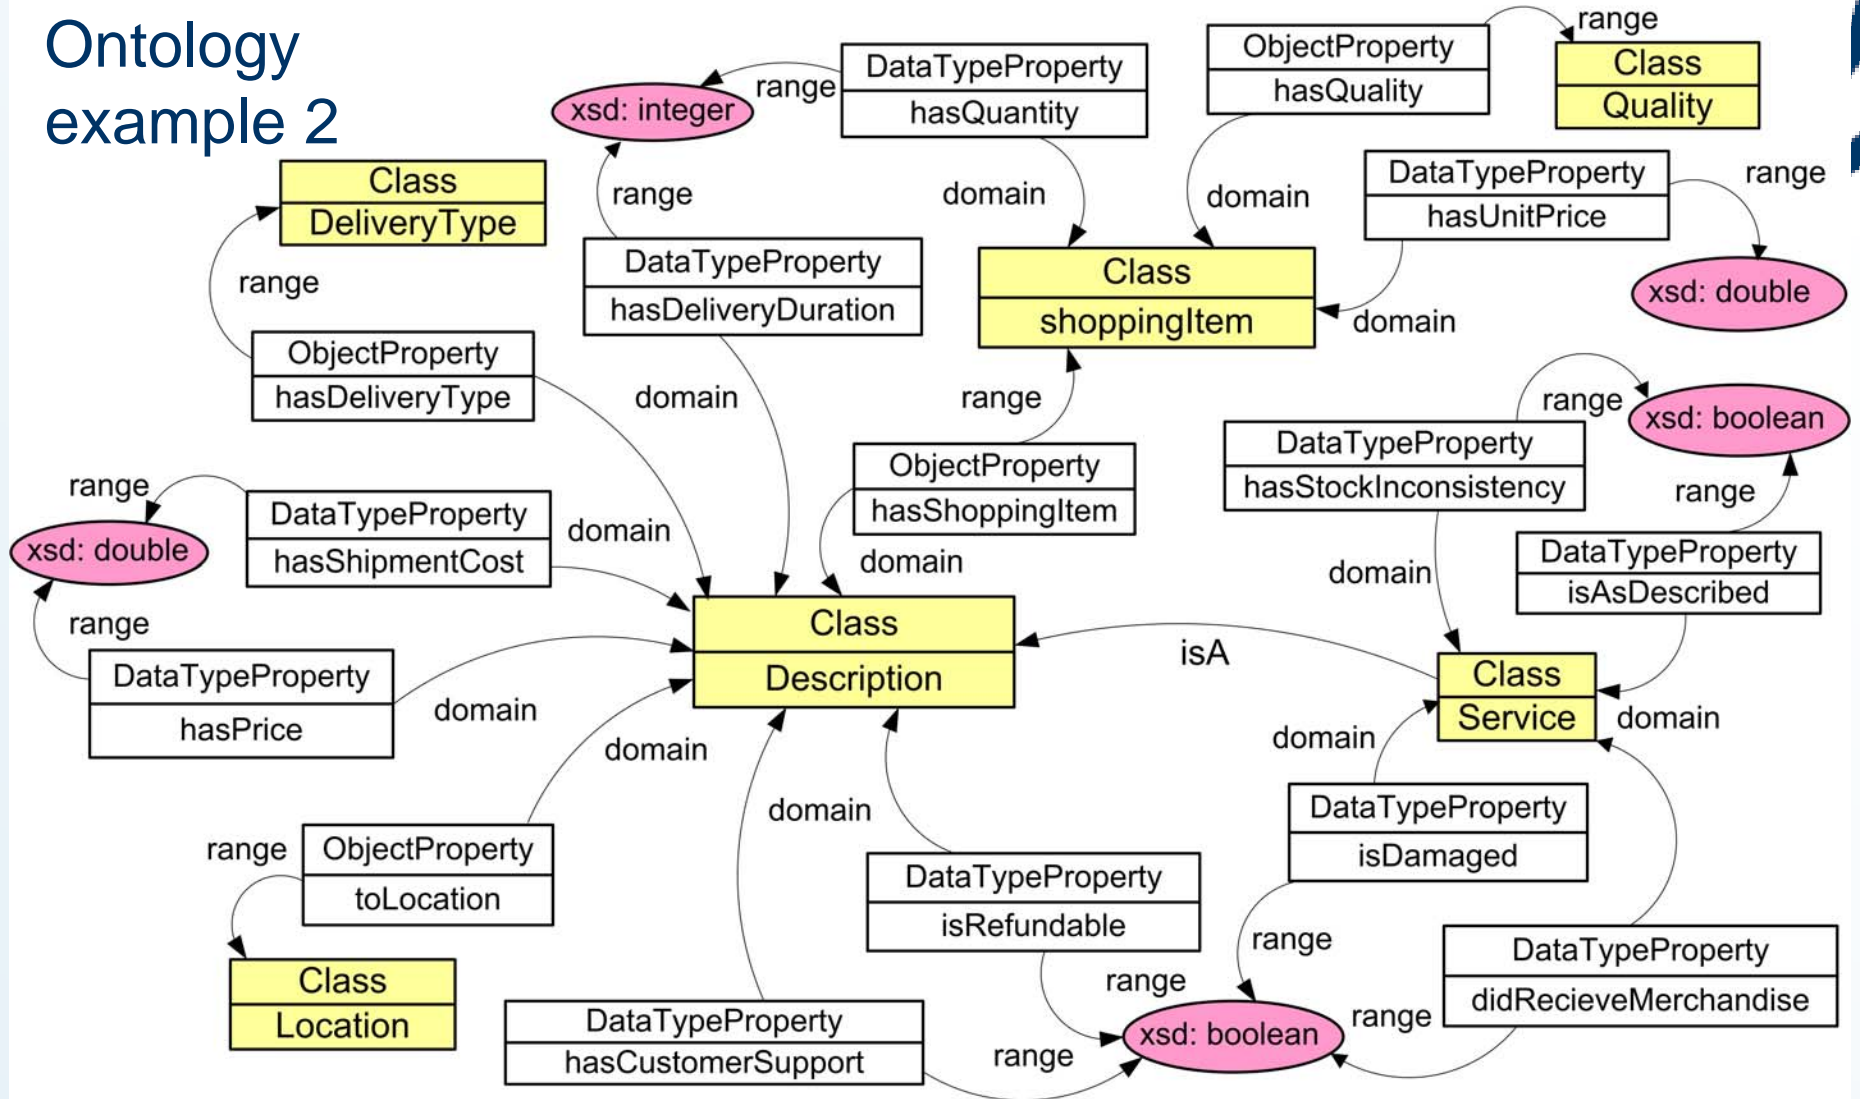 Ontology
example 2
range
ObjectProperty
hasQuality
Class
Quality
DataTypeProperty
hasQuantity
range
xsd: integer
domain
domain
DataTypeProperty
hasUnitPrice
range
xsd: double
domain
Class
DeliveryType
range
range
DataTypeProperty
hasDeliveryDuration
Class
shoppingItem
ObjectProperty
hasDeliveryType
domain
range
range
xsd: boolean
DataTypeProperty
hasStockInconsistency
ObjectProperty
hasShoppingItem
domain
range
range
DataTypeProperty
hasShipmentCost
domain
xsd: double
domain
DataTypeProperty
isAsDescribed
range
Class
Description
isA
Class
Service
domain
DataTypeProperty
hasPrice
domain
domain
domain
domain
DataTypeProperty
isDamaged
range
ObjectProperty
toLocation
DataTypeProperty
isRefundable
range
DataTypeProperty
didRecieveMerchandise
Class
Location
range
DataTypeProperty
hasCustomerSupport
range
xsd: boolean
range